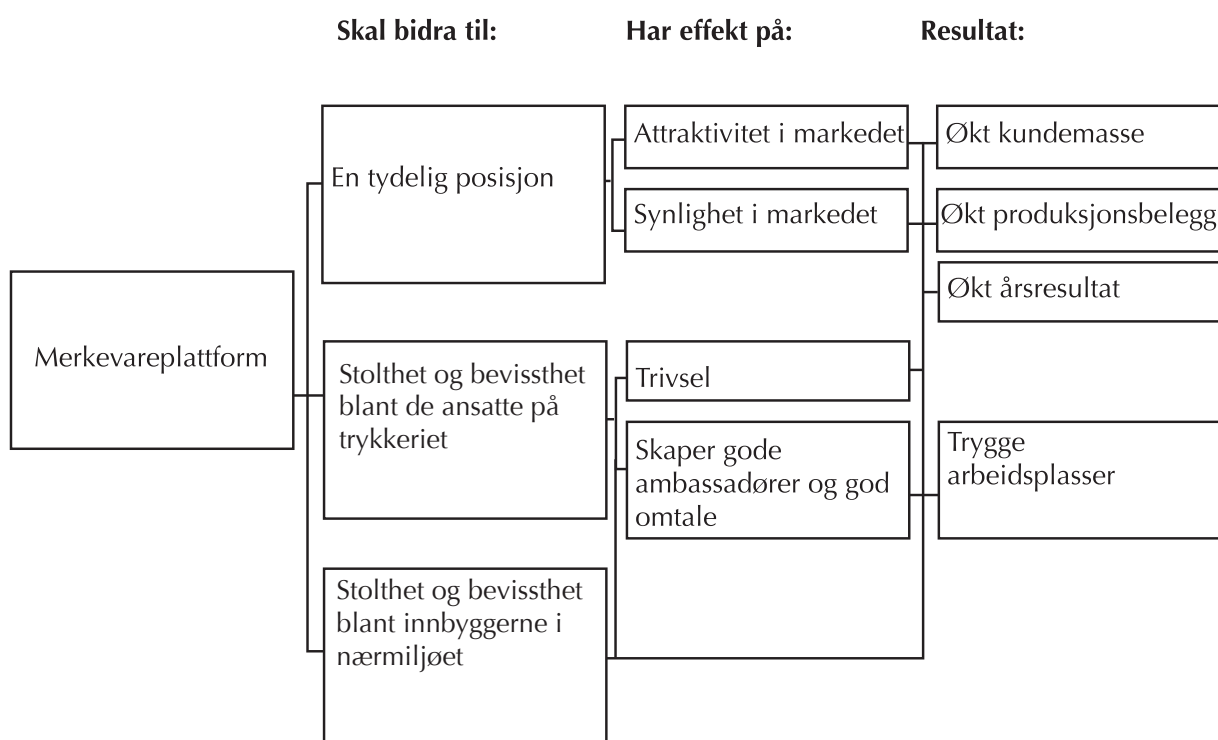 Skal bidra til:
Har effekt på:
Resultat:
Merkevareplattform
En tydelig posisjon
Stolthet og bevissthet
blant de ansatte på
trykkeriet
Stolthet og bevissthet
blant innbyggerne i
nærmiljøet
Attraktivitet i markedet
Synlighet i markedet
Trivsel
Skaper gode
ambassadører og god
omtale
Økt kundemasse
Økt produksjonsbelegg
Økt årsresultat
Trygge
arbeidsplasser